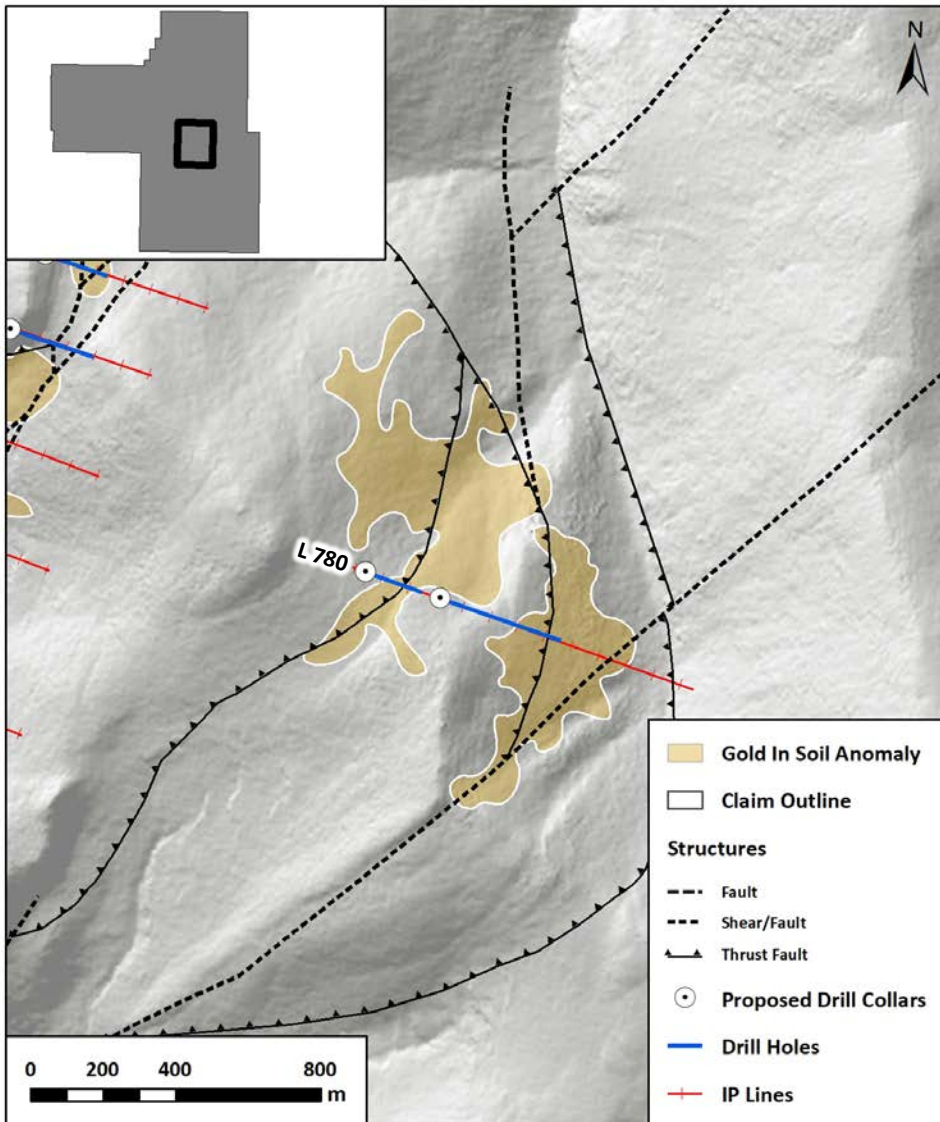 N
L 780
Gold In Soil Anomaly
Claim Outline
Structures
Fault
Shear/Fault
Thrust Fault
Proposed Drill Collars
Drill Holes
IP Lines
0 200 400 800
m